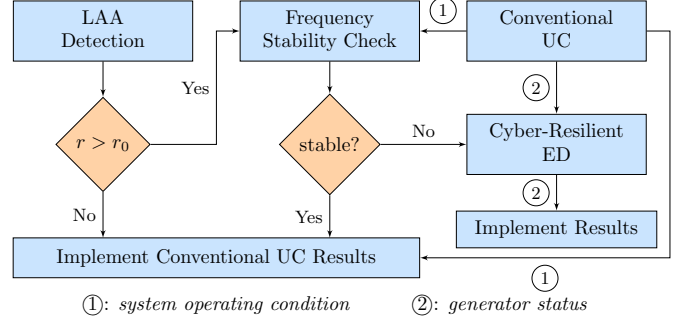 LAA
Detection
Frequency
Stability Check
1
Conventional
UC
Yes
2
r > r0
stable?
No
Cyber-Resilient
ED
2
No
Yes
Implement Results
Implement Conventional UC Results
1
1: system operating condition
2: generator status